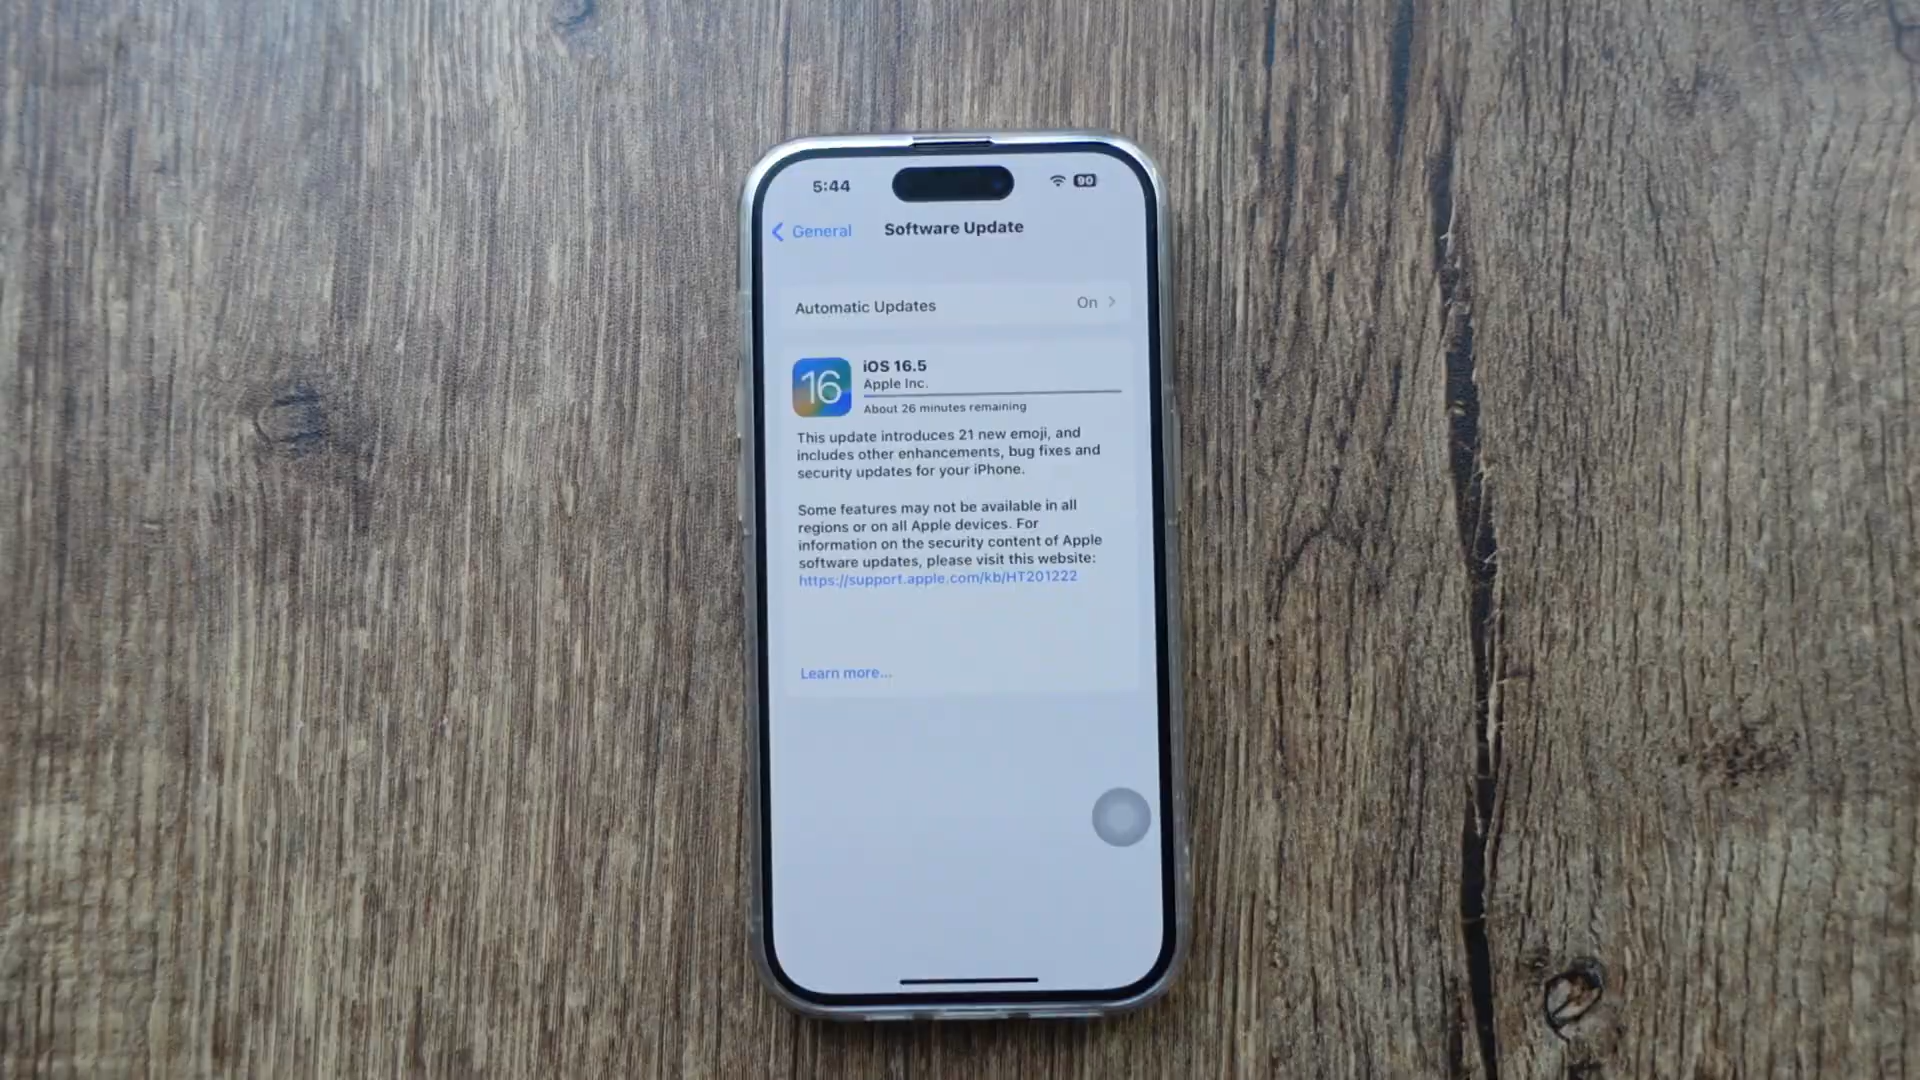 5:44
90
General
Software Update
Automatic Updates
On
16
iOS 16.5
Apple Inc.
About 26 minutes remaining
This update introduces 21 new emoji, and
includes other enhancements, bug fixes and
security updates for your iPhone.
Some features may not be available in all
regions or on all Apple devices. For
information on the security content of Apple
software updates, please visit this website:
https://support.apple.com/kb/HT201222
Learn more...